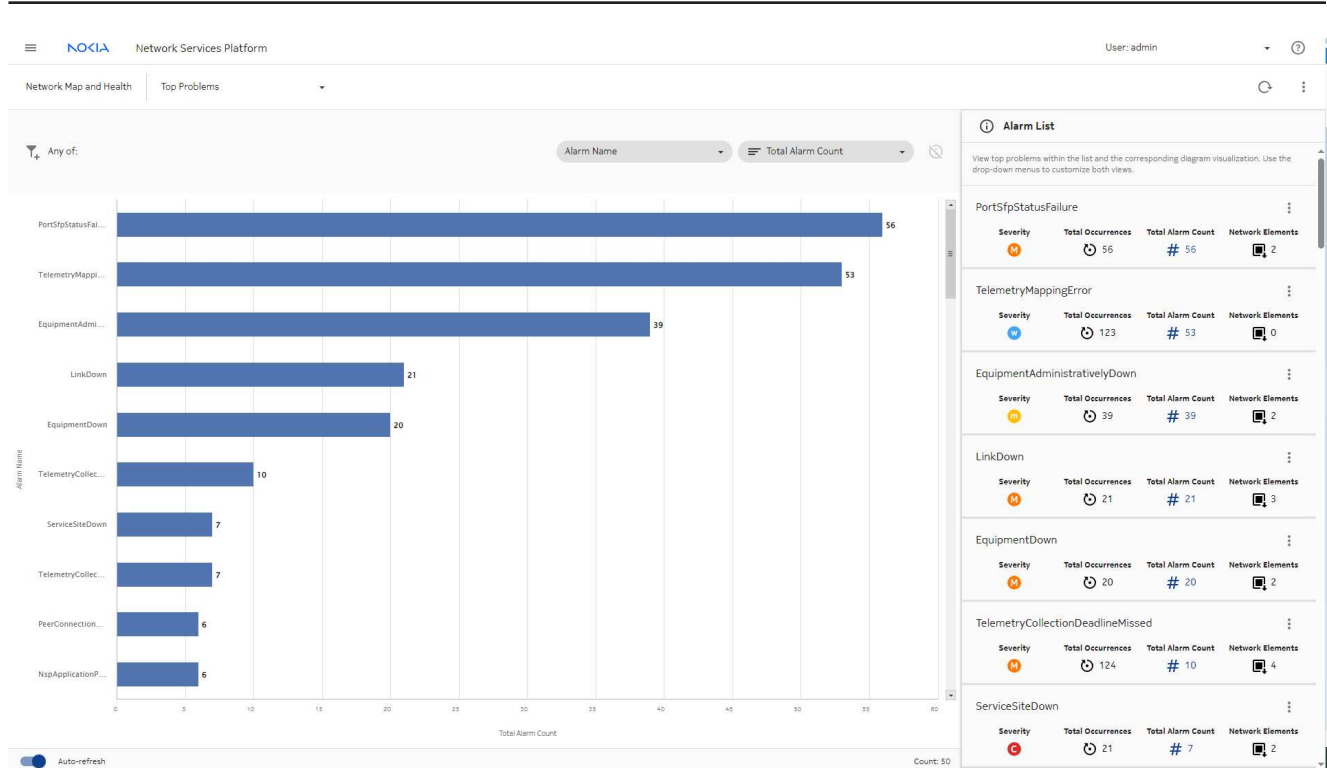 NOKIA Network Services Platform User: admin
Network Map and Health Top Problems
Any of: Alarm Name Total Alarm Count
PortSfpStatusFai... 56
TelemetryMappi... 53
EquipmentAdmi... 39
LinkDown 21
EquipmentDown 20
TelemetryCollec... 10
ServiceSiteDown 7
TelemetryCollec... 7
PeerConnection... 6
NspApplicationP... 6
Alarm Name
0 5 10 15 20 25 30 35 40 45 50 55 60
Total Alarm Count
Auto-refresh Count: 50
Alarm List
View top problems within the list and the corresponding diagram visualization. Use the
drop-down menus to customize both views.
PortSfpStatusFailure
Severity Total Occurrences Total Alarm Count Network Elements
M 56 # 56 2
TelemetryMappingError
Severity Total Occurrences Total Alarm Count Network Elements
w 123 # 53 0
EquipmentAdministrativelyDown
Severity Total Occurrences Total Alarm Count Network Elements
m 39 # 39 2
LinkDown
Severity Total Occurrences Total Alarm Count Network Elements
M 21 # 21 3
EquipmentDown
Severity Total Occurrences Total Alarm Count Network Elements
M 20 # 20 2
TelemetryCollectionDeadlineMissed
Severity Total Occurrences Total Alarm Count Network Elements
M 124 # 10 4
ServiceSiteDown
Severity Total Occurrences Total Alarm Count Network Elements
C 21 # 7 2